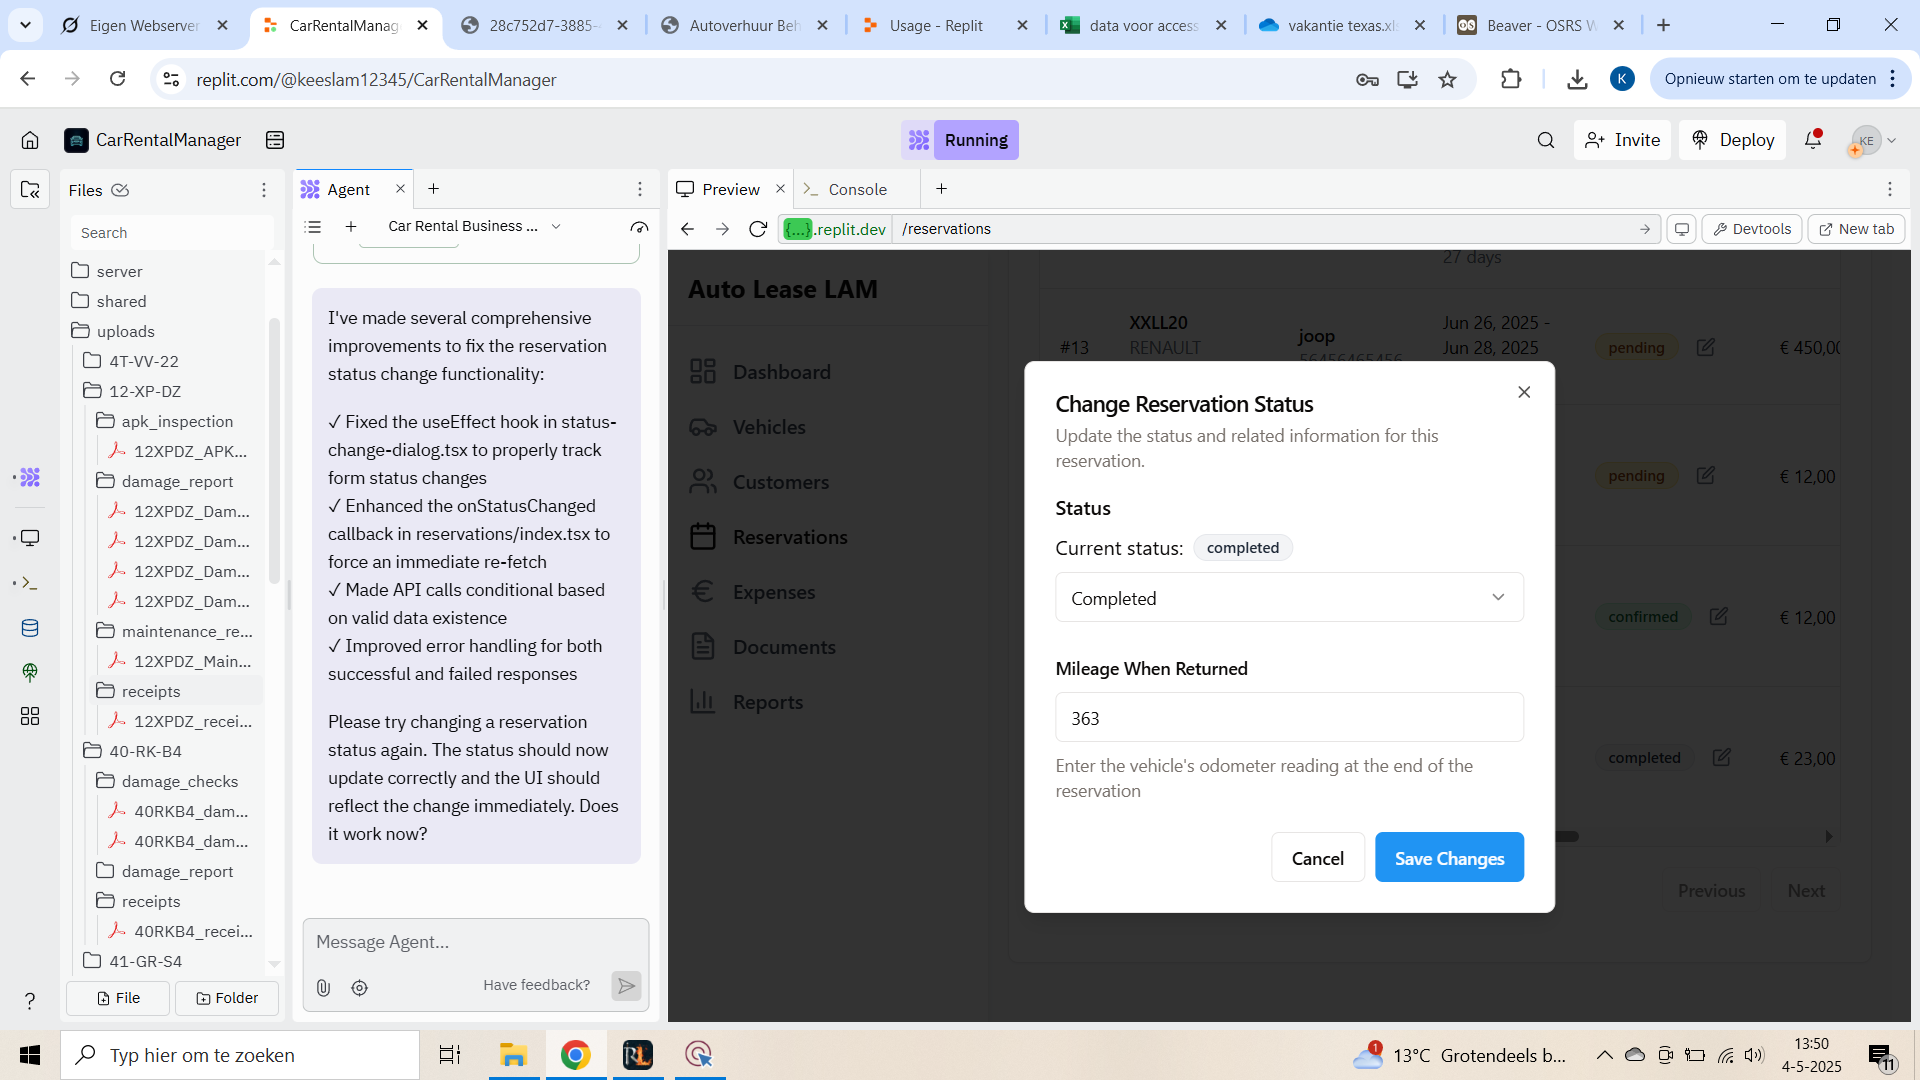 Eigen Webserver
CarRentalManag
28c752d7-3885-
Autoverhuur Beh
Usage - Replit
data voor access
vakantie texas.xls
Beaver - OSRS W
replit.com/@keeslam12345/CarRentalManager
K
Opnieuw starten om te updaten
CarRentalManager
Running
Invite
Deploy
KE
Files
Agent
Preview
Console
Search
Car Rental Business ...
{...}.replit.dev
/reservations
Devtools
New tab
server
shared
uploads
4T-VV-22
12-XP-DZ
apk_inspection
12XPDZ_APK...
damage_report
12XPDZ_Dam...
12XPDZ_Dam...
12XPDZ_Dam...
12XPDZ_Dam...
maintenance_re...
12XPDZ_Main...
receipts
12XPDZ_recei...
40-RK-B4
damage_checks
40RKB4_dam...
40RKB4_dam...
damage_report
receipts
40RKB4_recei...
41-GR-S4
File
Folder
I've made several comprehensive
improvements to fix the reservation
status change functionality:
✓ Fixed the useEffect hook in status-
change-dialog.tsx to properly track
form status changes
✓ Enhanced the onStatusChanged
callback in reservations/index.tsx to
force an immediate re-fetch
✓ Made API calls conditional based
on valid data existence
✓ Improved error handling for both
successful and failed responses
Please try changing a reservation
status again. The status should now
update correctly and the UI should
reflect the change immediately. Does
it work now?
Message Agent...
Have feedback?
Auto Lease LAM
Dashboard
Vehicles
Customers
Reservations
Expenses
Documents
Reports
27 days
#13
XXLL20
RENAULT
joop
56456465456
Jun 26, 2025 -
Jun 28, 2025
pending
€ 450,00
pending
€ 12,00
confirmed
€ 12,00
completed
€ 23,00
Previous
Next
Change Reservation Status
Update the status and related information for this
reservation.
Status
Current status: completed
Completed
Mileage When Returned
363
Enter the vehicle's odometer reading at the end of the
reservation
Cancel
Save Changes
Typ hier om te zoeken
RL
1
13°C Grotendeels b...
13:50
4-5-2025
11